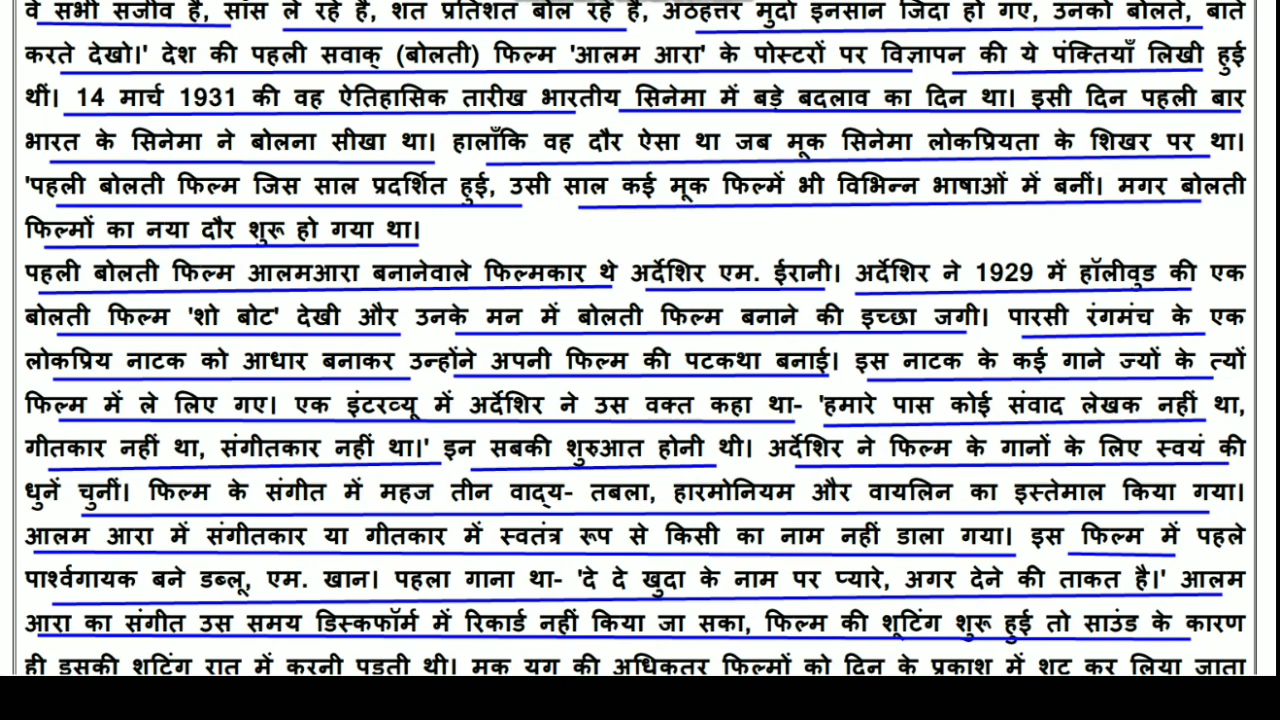 वे सभी सजीव हैं, साँस ले रहे हैं, शत प्रतिशत बोल रहे हैं, अठहत्तर मुर्दा इनसान जिंदा हो गए, उनको बोलते, बातें
करते देखो।' देश की पहली सवाक् (बोलती) फिल्म 'आलम आरा' के पोस्टरों पर विज्ञापन की ये पंक्तियाँ लिखी हुई
थीं। 14 मार्च 1931 की वह ऐतिहासिक तारीख भारतीय सिनेमा में बड़े बदलाव का दिन था। इसी दिन पहली बार
भारत के सिनेमा ने बोलना सीखा था। हालाँकि वह दौर ऐसा था जब मूक सिनेमा लोकप्रियता के शिखर पर था।
'पहली बोलती फिल्म जिस साल प्रदर्शित हुई, उसी साल कई मूक फिल्में भी विभिन्न भाषाओं में बनीं। मगर बोलती
फिल्मों का नया दौर शुरू हो गया था।
पहली बोलती फिल्म आलमआरा बनानेवाले फिल्मकार थे अर्देशिर एम. ईरानी। अर्देशिर ने 1929 में हॉलीवुड की एक
बोलती फिल्म 'शो बोट' देखी और उनके मन में बोलती फिल्म बनाने की इच्छा जगी। पारसी रंगमंच के एक
लोकप्रिय नाटक को आधार बनाकर उन्होंने अपनी फिल्म की पटकथा बनाई। इस नाटक के कई गाने ज्यों के त्यों
फिल्म में ले लिए गए। एक इंटरव्यू में अर्देशिर ने उस वक्त कहा था- 'हमारे पास कोई संवाद लेखक नहीं था,
गीतकार नहीं था, संगीतकार नहीं था।' इन सबकी शुरुआत होनी थी। अर्देशिर ने फिल्म के गानों के लिए स्वयं की
धुनें चुनीं। फिल्म के संगीत में महज तीन वाद्य- तबला, हारमोनियम और वायलिन का इस्तेमाल किया गया।
आलम आरा में संगीतकार या गीतकार में स्वतंत्र रूप से किसी का नाम नहीं डाला गया। इस फिल्म में पहले
पार्श्वगायक बने डब्लू, एम. खान। पहला गाना था- 'दे दे खुदा के नाम पर प्यारे, अगर देने की ताकत है।' आलम
आरा का संगीत उस समय डिस्कफॉर्म में रिकार्ड नहीं किया जा सका, फिल्म की शूटिंग शुरू हुई तो साउंड के कारण
ही इसकी शूटिंग रात में करनी पड़ती थी। मूक युग की अधिकतर फिल्मों को दिन के प्रकाश में शूट कर लिया जाता